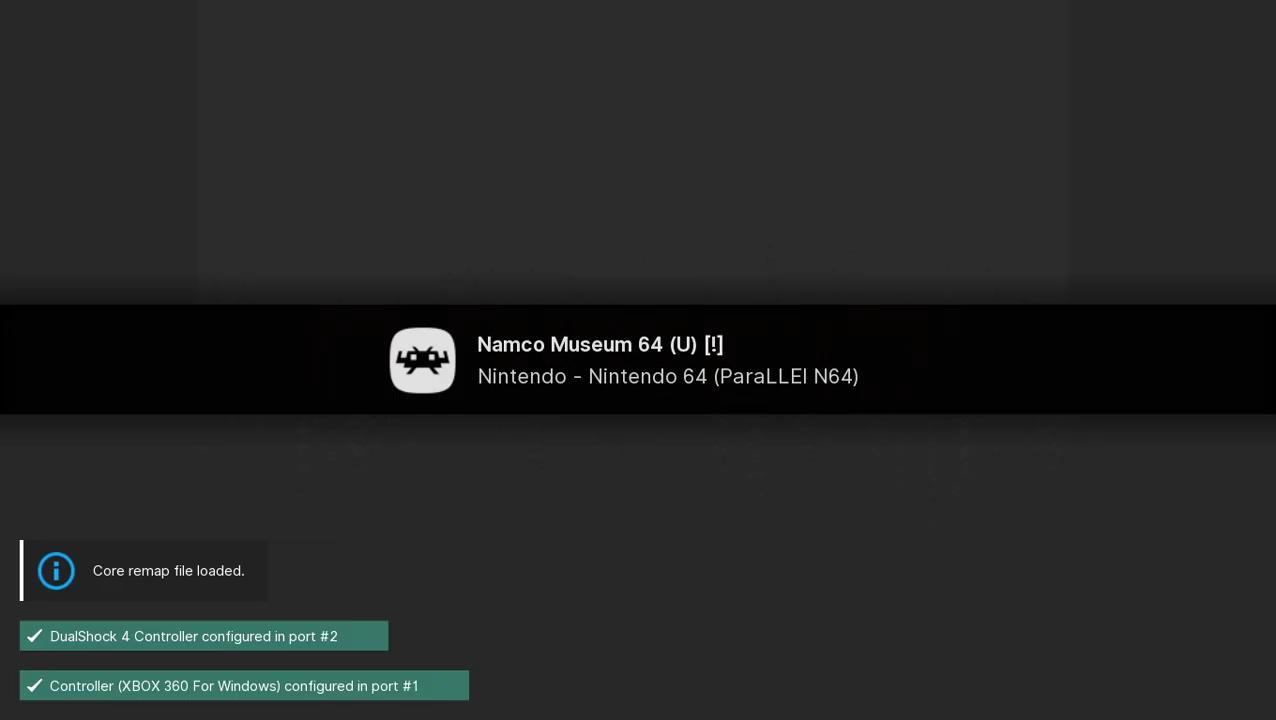 Namco Museum 64 (U) [!]
Nintendo - Nintendo 64 (ParaLLEl N64)
Core remap file loaded.
DualShock 4 Controller configured in port #2
Controller (XBOX 360 For Windows) configured in port #1